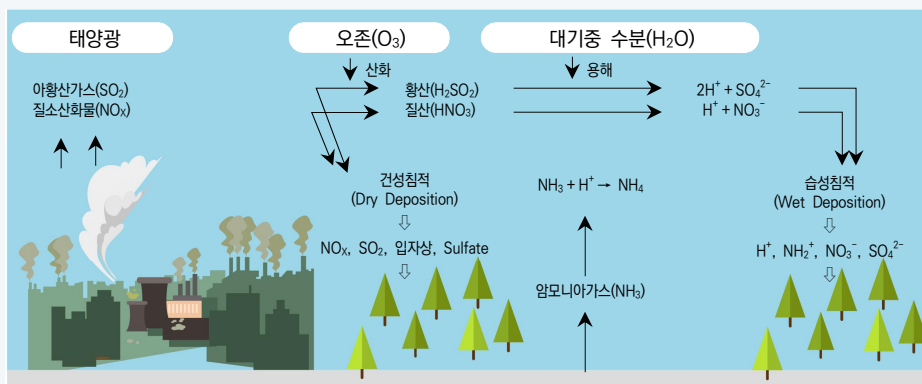 태양광
오존(O₃)
대기중 수분(H₂O)
산화
용해
아황산가스(SO₂)
질소산화물(NOₓ)
황산(H₂SO₂)
질산(HNO₃)
2H⁺ + SO₄²⁻
H⁺ + NO₃⁻
건성침적
(Dry Deposition)
NH₃ + H⁺ → NH₄
습성침적
(Wet Deposition)
⇩
⇩
NOₓ, SO₂, 입자상, Sulfate
H⁺, NH₂⁺, NO₃⁻, SO₄²⁻
⇩
⇩
암모니아가스(NH₃)